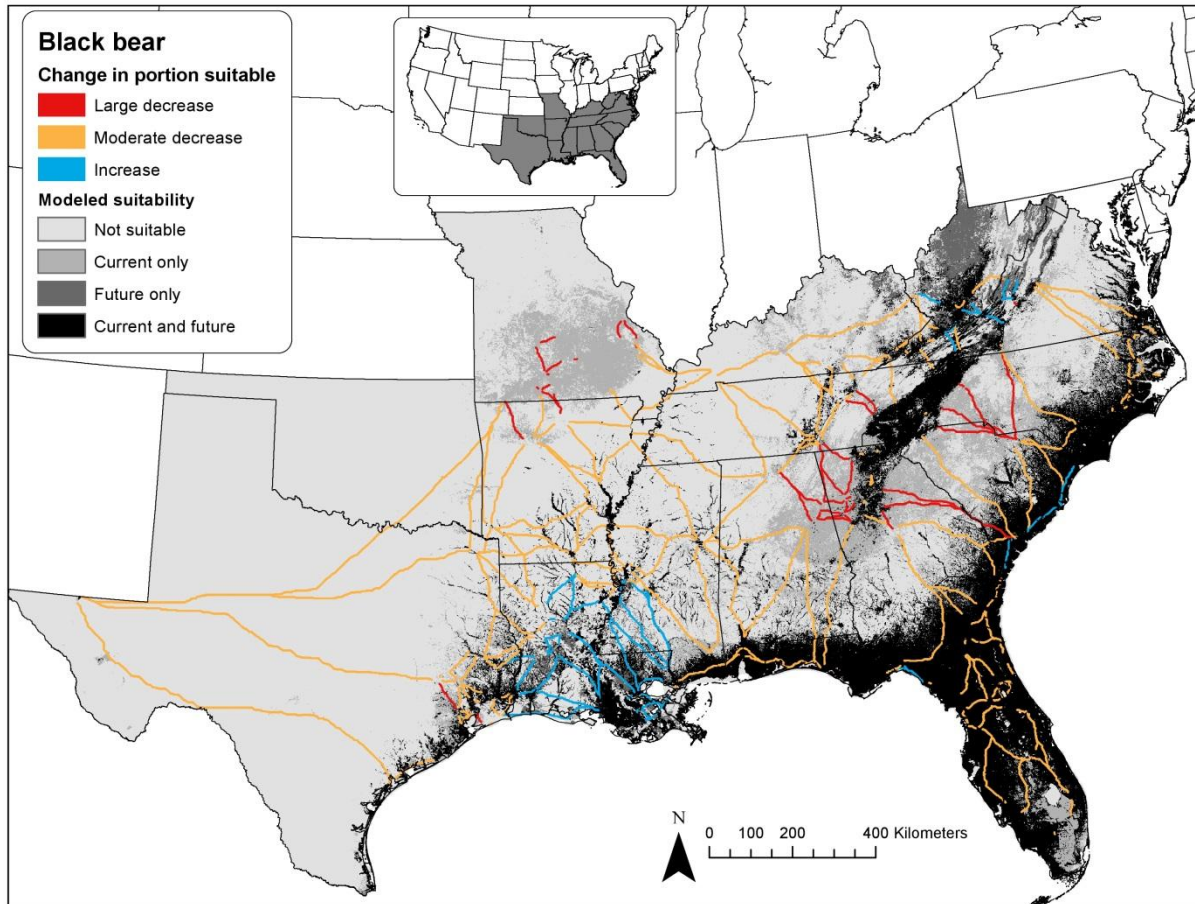 Black bear
Change in portion suitable
Large decrease
Moderate decrease
Increase
Modeled suitability
Not suitable
Current only
Future only
Current and future
N
0 100 200 400 Kilometers